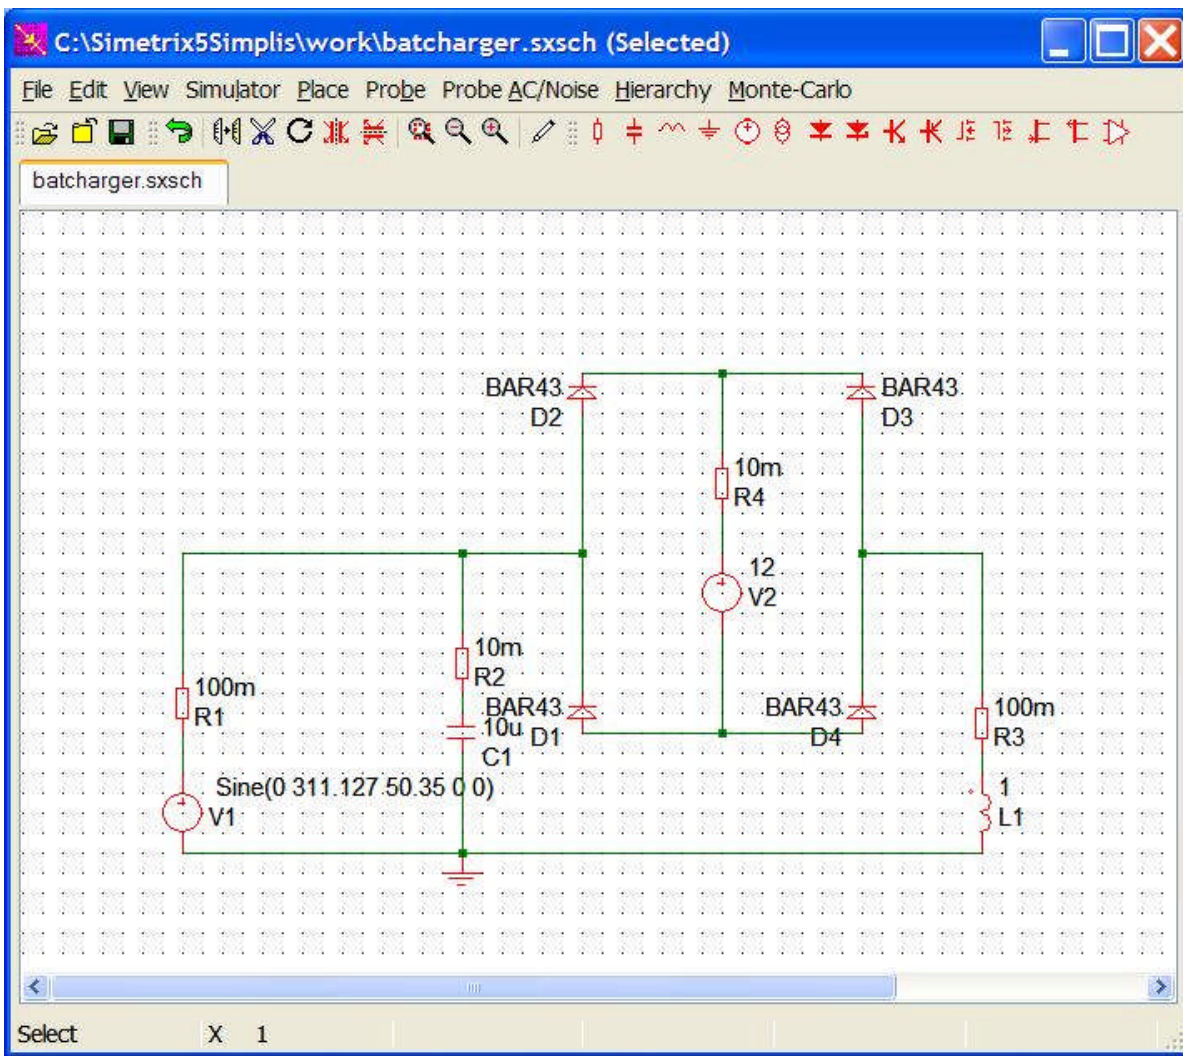 C:\Simetrix5Simplis\work\batcharger.sxsch (Selected)
File Edit View Simulator Place Probe Probe AC/Noise Hierarchy Monte-Carlo
batcharger.sxsch
BAR43
D2
BAR43
D3
10m
R4
12
V2
10m
R2
100m
R1
BAR43
D1
10u
C1
BAR43
D4
100m
R3
Sine(0 311.127 50.35 0 0)
V1
1
L1
Select X 1